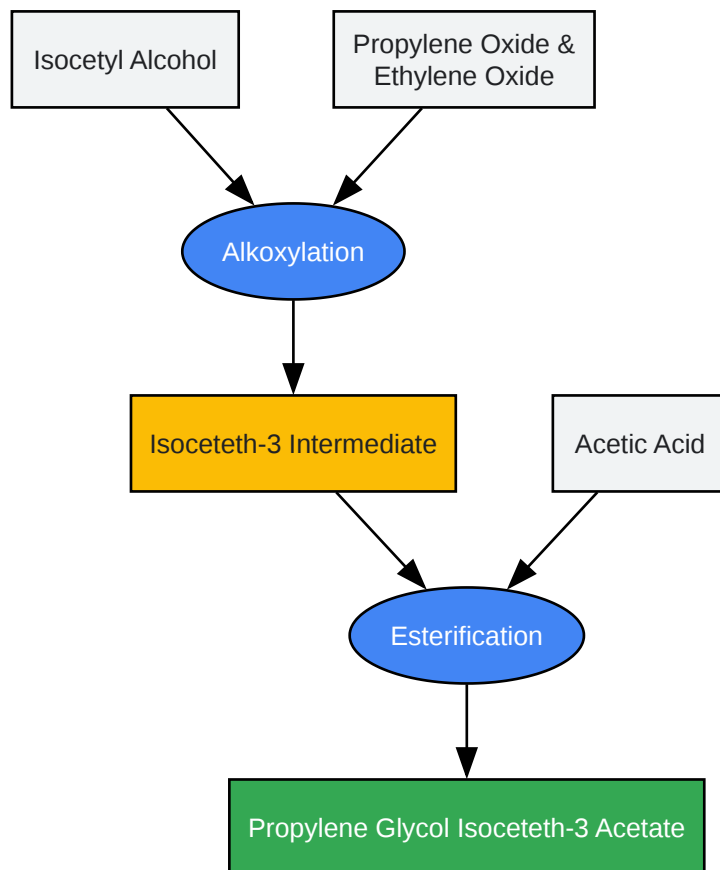 Isocetyl Alcohol
Propylene Oxide &
Ethylene Oxide
Alkoxylation
Isoceteth-3 Intermediate
Acetic Acid
Esterification
Propylene Glycol Isoceteth-3 Acetate